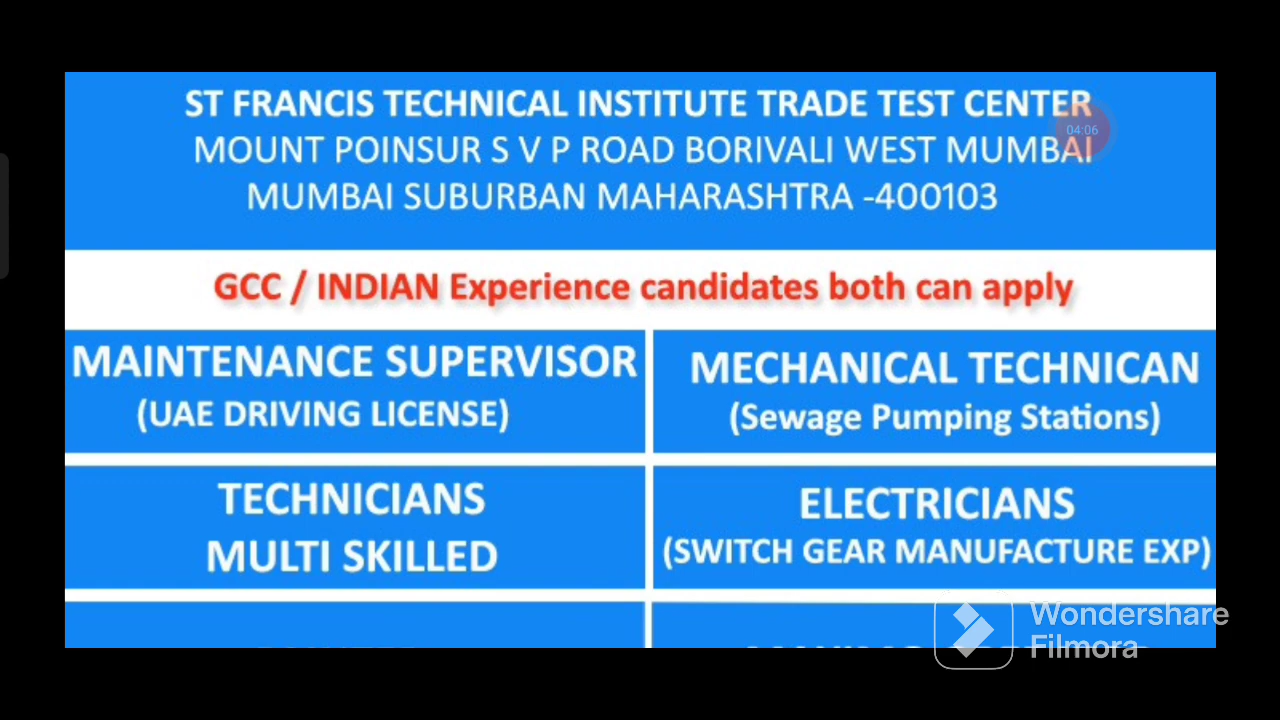 ST FRANCIS TECHNICAL INSTITUTE TRADE TEST CENTER
04:06
MOUNT POINSUR S V P ROAD BORIVALI WEST MUMBAI
MUMBAI SUBURBAN MAHARASHTRA -400103
GCC / INDIAN Experience candidates both can apply
MAINTENANCE SUPERVISOR
(UAE DRIVING LICENSE)
MECHANICAL TECHNICAN
(Sewage Pumping Stations)
TECHNICIANS
MULTI SKILLED
ELECTRICIANS
(SWITCH GEAR MANUFACTURE EXP)
Wondershare
Filmora